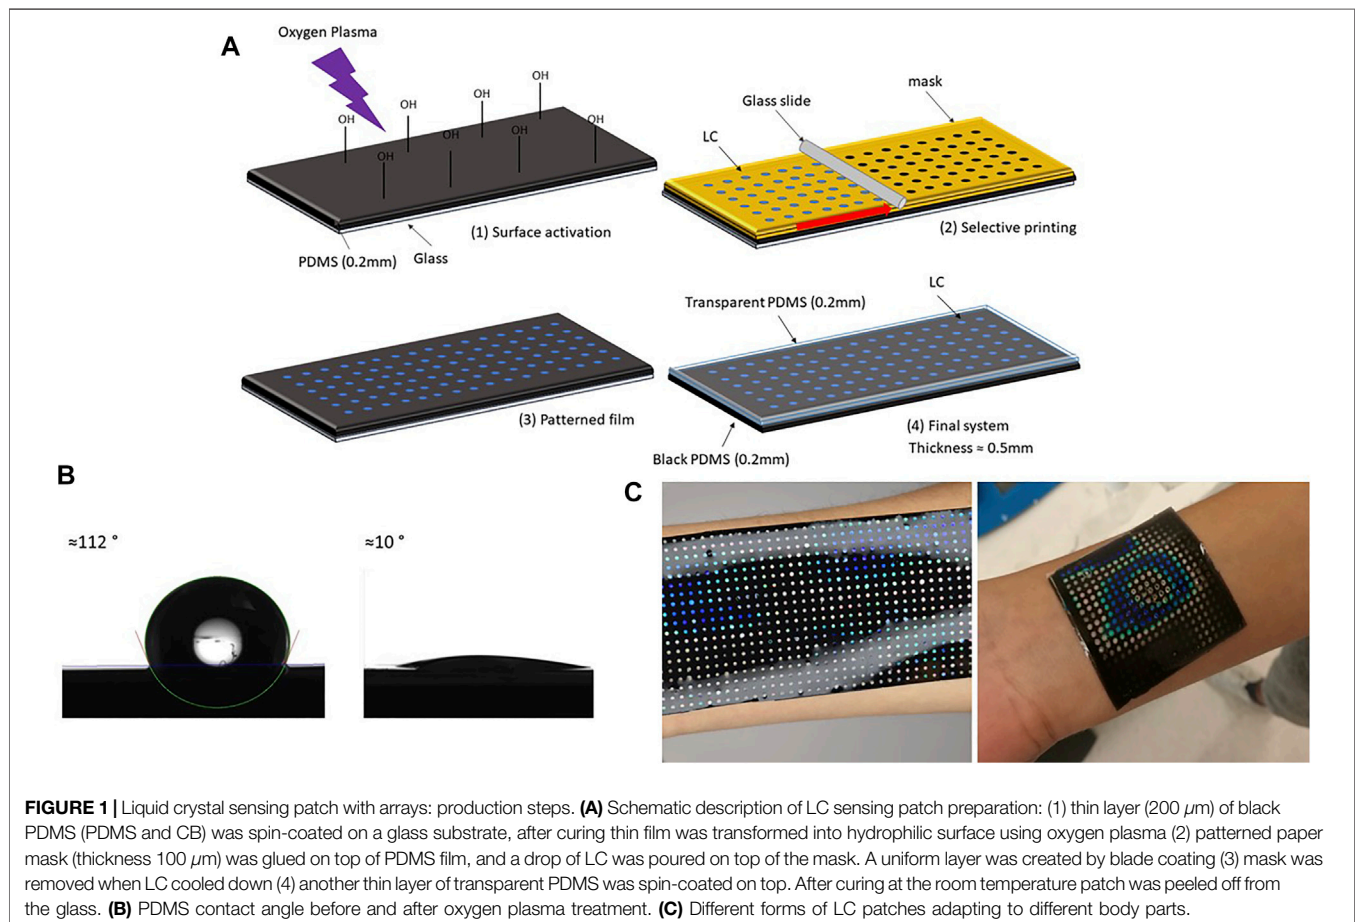 A
Oxygen Plasma
OH
OH
OH
OH
OH
OH
OH
OH
(1) Surface activation
PDMS (0.2mm)
Glass
mask
Glass slide
LC
(2) Selective printing
(3) Patterned film
LC
Transparent PDMS (0.2mm)
(4) Final system
Thickness ≈ 0.5mm
Black PDMS (0.2mm)
B
≈112 °
≈10 °
C
FIGURE 1 | Liquid crystal sensing patch with arrays: production steps. (A) Schematic description of LC sensing patch preparation: (1) thin layer (200 µm) of black
PDMS (PDMS and CB) was spin-coated on a glass substrate, after curing thin film was transformed into hydrophilic surface using oxygen plasma (2) patterned paper
mask (thickness 100 µm) was glued on top of PDMS film, and a drop of LC was poured on top of the mask. A uniform layer was created by blade coating (3) mask was
removed when LC cooled down (4) another thin layer of transparent PDMS was spin-coated on top. After curing at the room temperature patch was peeled off from
the glass. (B) PDMS contact angle before and after oxygen plasma treatment. (C) Different forms of LC patches adapting to different body parts.